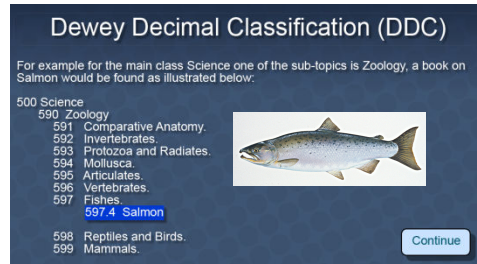 Dewey Decimal Classification (DDC)
For example for the main class Science one of the sub-topics is Zoology, a book on
Salmon would be found as illustrated below:
500 Science
590 Zoology
591 Comparative Anatomy.
592 Invertebrates.
593 Protozoa and Radiates.
594 Mollusca.
595 Articulates.
596 Vertebrates.
597 Fishes.
597.4 Salmon
598 Reptiles and Birds.
599 Mammals.
Continue